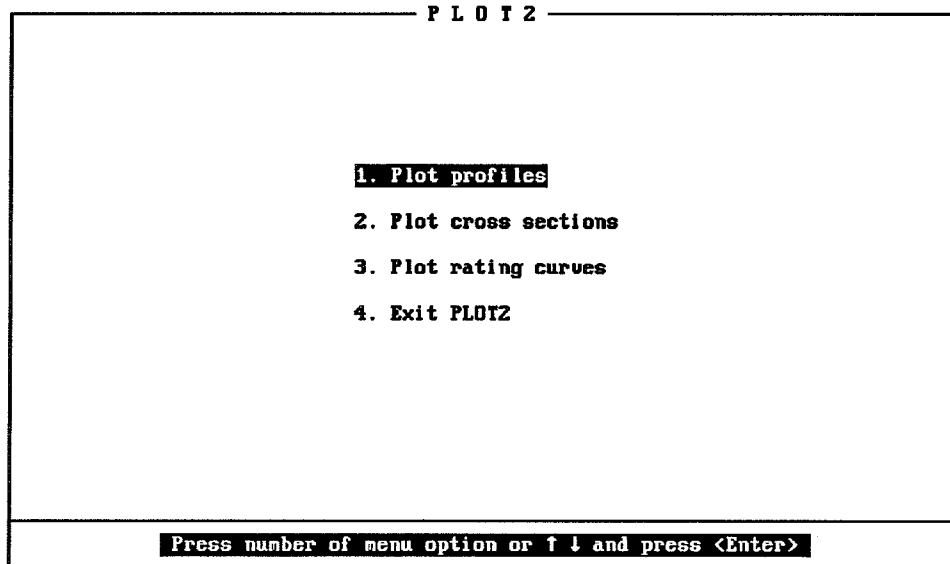 P L O T 2
1. Plot profiles
2. Plot cross sections
3. Plot rating curves
4. Exit PLOT2
Press number of menu option or ↑ ↓ and press <Enter>